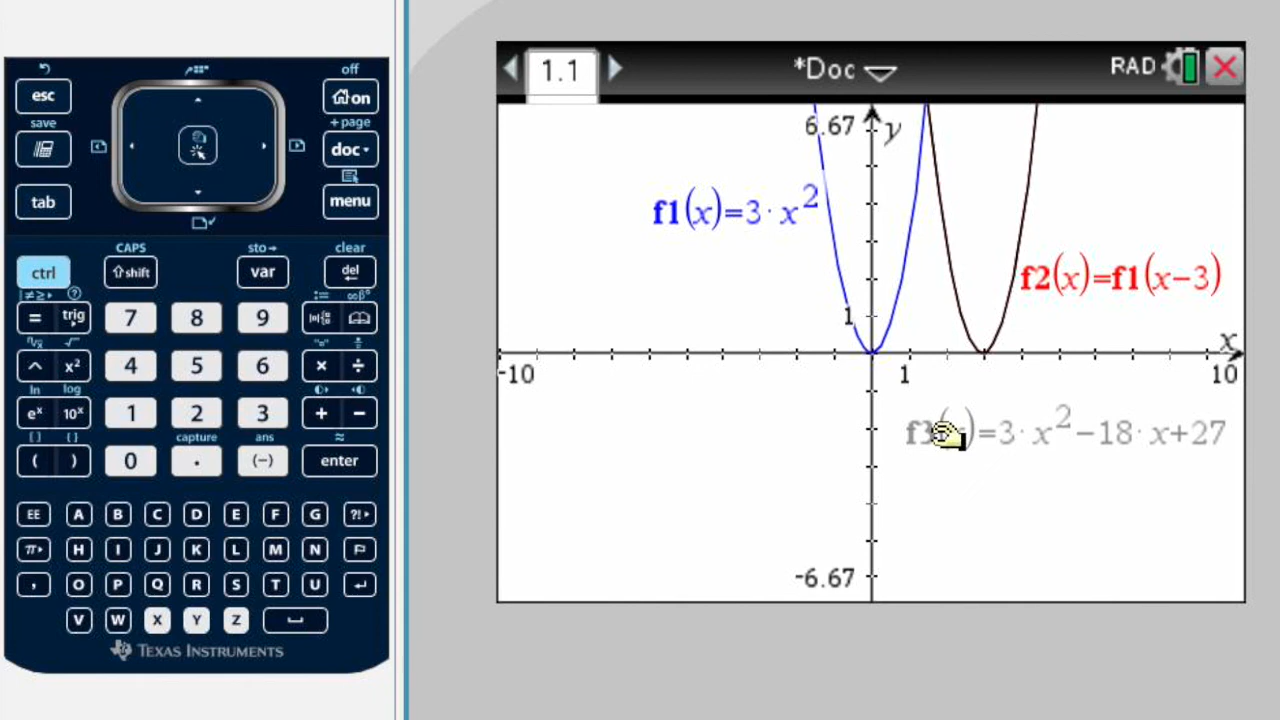 off
esc
on
save
+ page
doc
tab
menu
CAPS
sto→
clear
ctrl
⇧shift
var
del
≠≥▸
:=
∞β°
=
trig
7
8
9
ⁿ√x
√
"□"
^
x²
4
5
6
×
÷
ln
log
eˣ
10ˣ
1
2
3
+
−
[ ]
{ }
capture
ans
≈
(
)
0
.
(−)
enter
EE
A
B
C
D
E
F
G
?!▸
π▸
H
I
J
K
L
M
N
,
O
P
Q
R
S
T
U
↵
V
W
X
Y
Z
TEXAS INSTRUMENTS
1.1
*Doc
RAD
6.67
y
f1(x)=3· x²
f2(x)=f1(x−3)
1
x
-10
1
10
=3· x²−18· x+27
-6.67